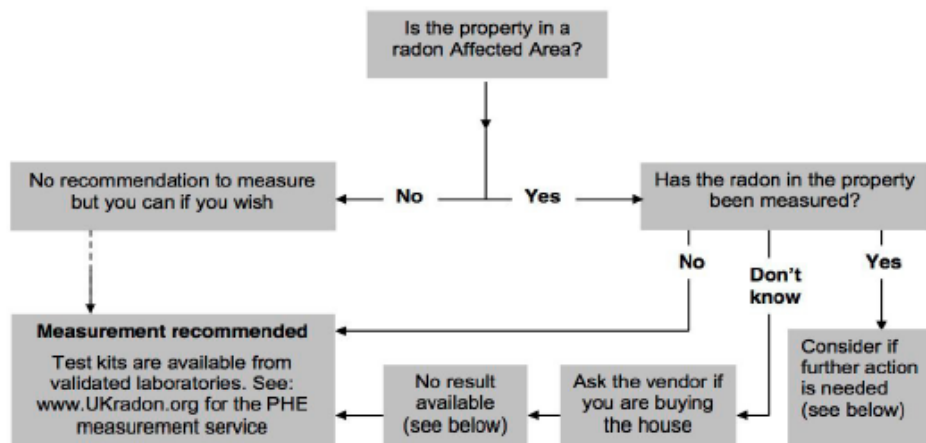 Is the property in a
radon Affected Area?
No recommendation to measure
but you can if you wish
No
Yes
Has the radon in the property
been measured?
No
Don't
know
Yes
Measurement recommended
Test kits are available from
validated laboratories. See:
www.UKradon.org for the PHE
measurement service
No result
available
(see below)
Ask the vendor if
you are buying
the house
Consider if
further action
is needed
(see below)